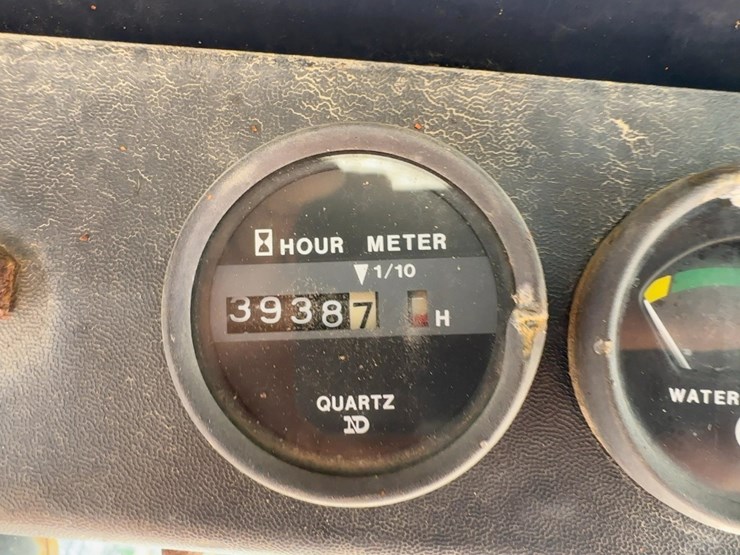 HOUR METER
1/10
39387 H
QUARTZ
ND
WATER